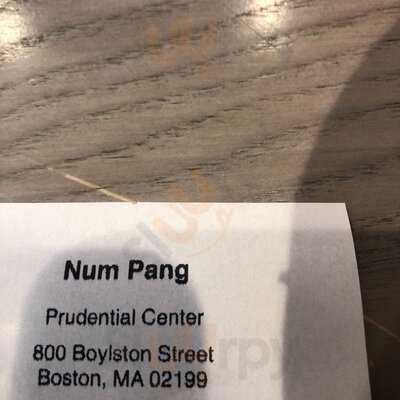 Num Pang
Prudential Center
800 Boylston Street
Boston, MA 02199